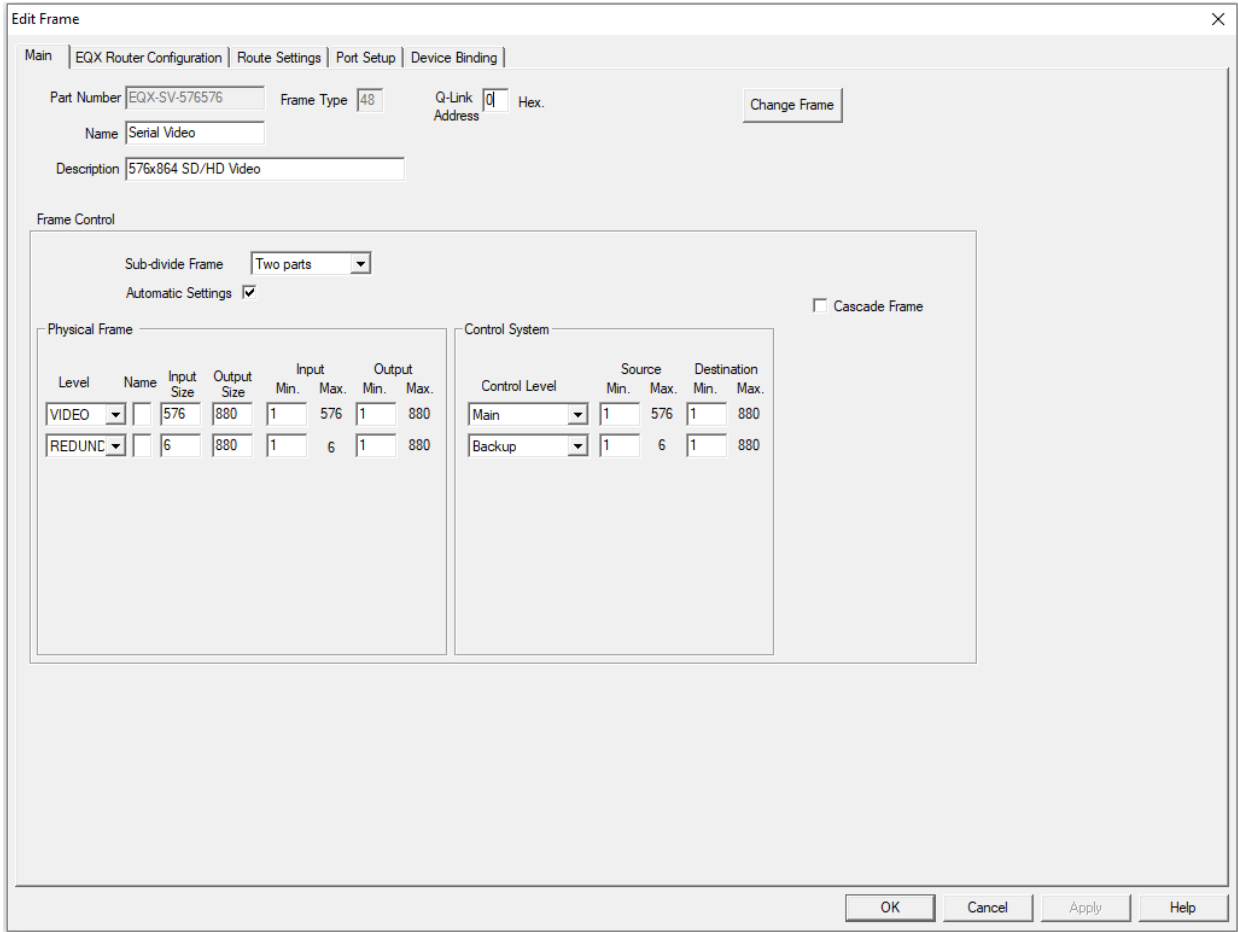 Edit Frame
Main EQX Router Configuration Route Settings Port Setup Device Binding
Part Number EQX-SV-576576 Frame Type 48 Q-Link Address 0 Hex. Change Frame
Name Serial Video
Description 576x864 SD/HD Video
Frame Control
Sub-divide Frame Two parts
Automatic Settings
Cascade Frame
Physical Frame
Level Name Input Size Output Size Input Min. Max. Output Min. Max.
VIDEO 576 880 1 576 1 880
REDUND 6 880 1 6 1 880
Control System
Control Level Source Min. Max. Destination Min. Max.
Main 1 576 1 880
Backup 1 6 1 880
OK Cancel Apply Help